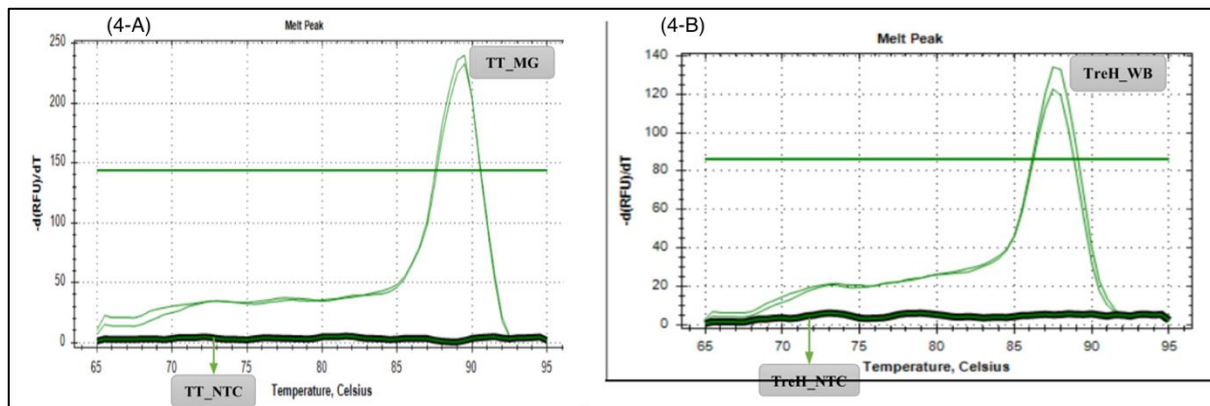 (4-A)
Melt Peak
TT_MG
250
200
150
100
50
0
-d(RFU)/dT
65 70 75 80 85 90 95
Temperature, Celsius
TT_NTC
(4-B)
Melt Peak
TreH_WB
140
120
100
80
60
40
20
0
-d(RFU)/dT
65 70 75 80 85 90 95
Temperature, Celsius
TreH_NTC